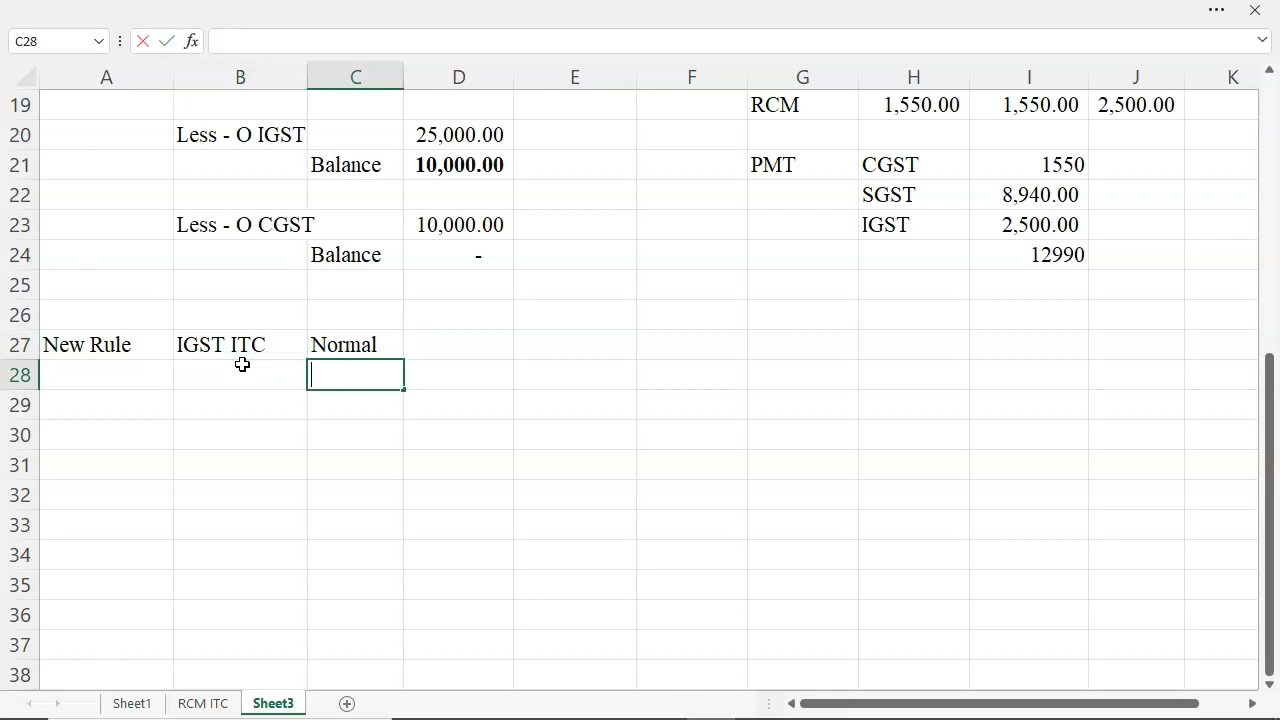 C28 fx
A B C D E F G H I J K
19 RCM 1,550.00 1,550.00 2,500.00
20 Less - O IGST 25,000.00
21 Balance 10,000.00 PMT CGST 1550
22 SGST 8,940.00
23 Less - O CGST 10,000.00 IGST 2,500.00
24 Balance - 12990
25
26
27 New Rule IGST ITC Normal
28
29
30
31
32
33
34
35
36
37
38
Sheet1 RCM ITC Sheet3